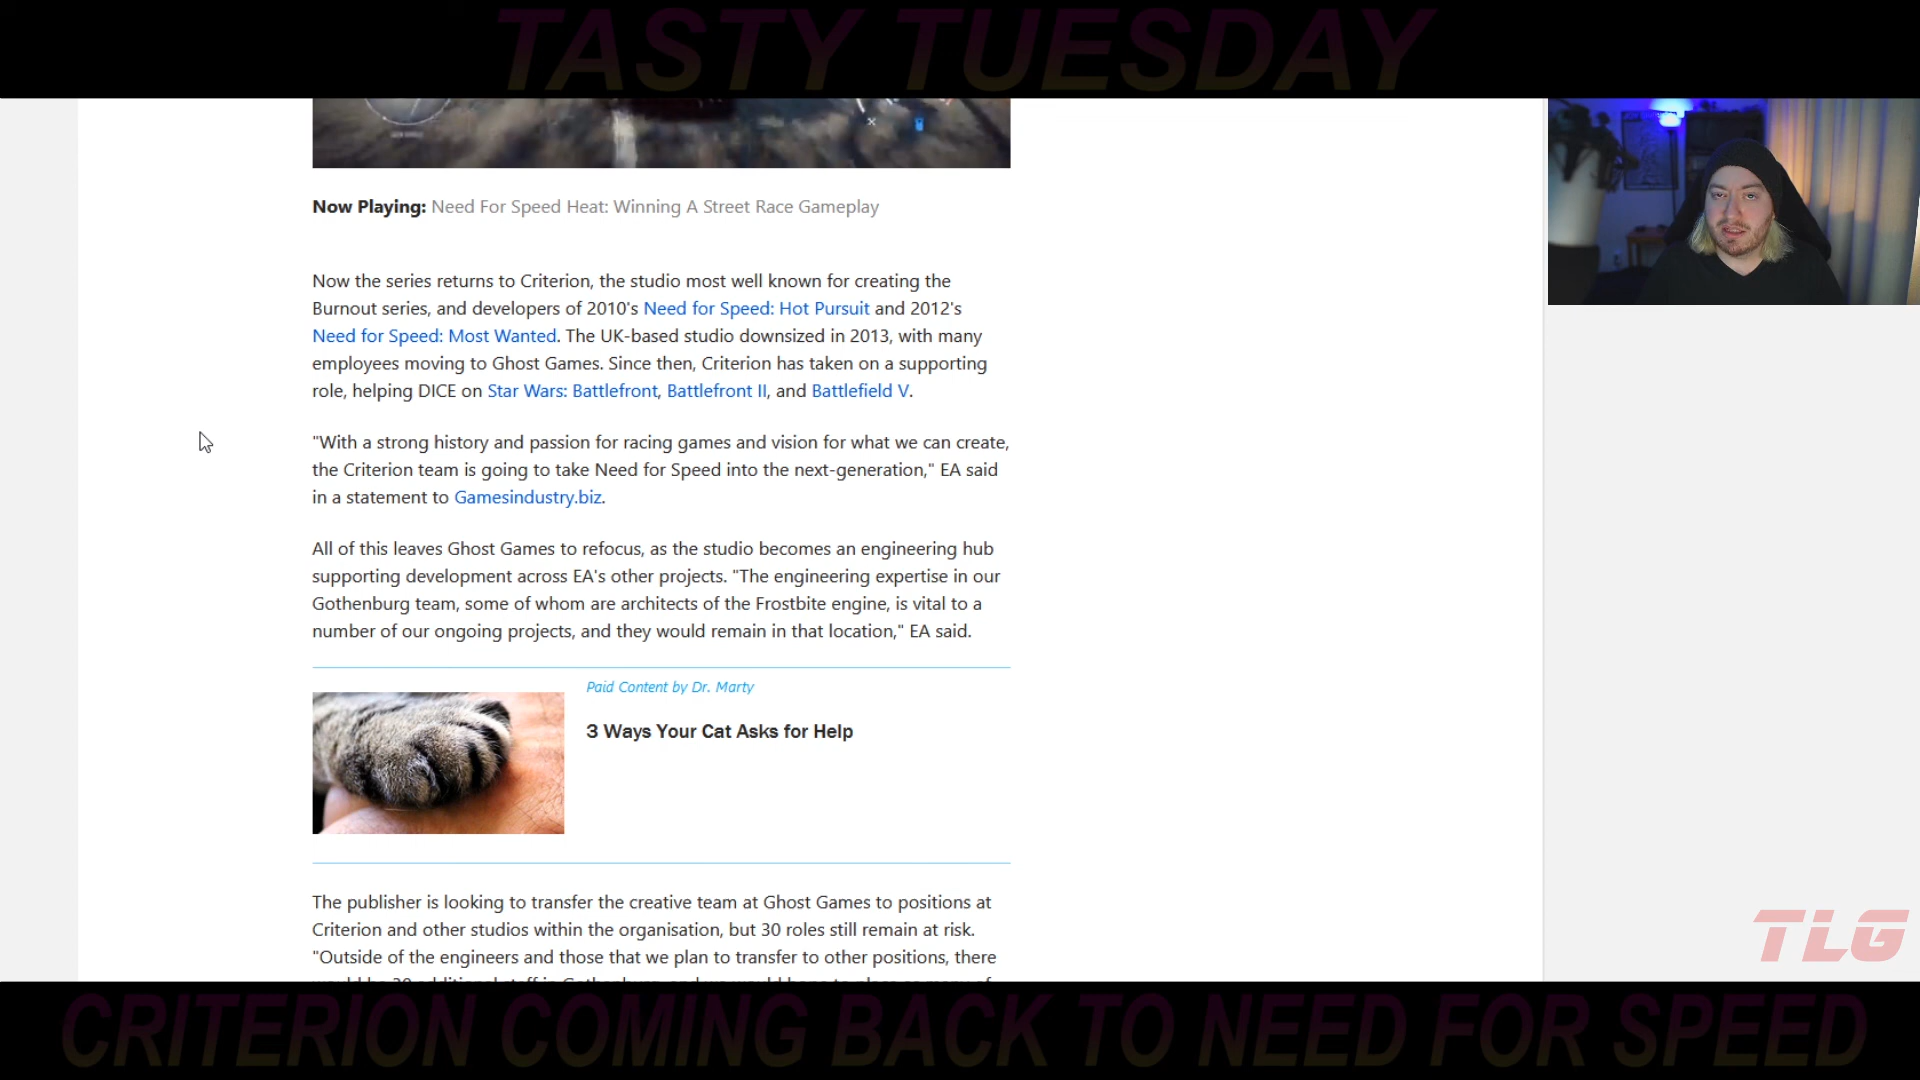 TASTY TUESDAY
Now Playing: Need For Speed Heat: Winning A Street Race Gameplay
Now the series returns to Criterion, the studio most well known for creating the
Burnout series, and developers of 2010's Need for Speed: Hot Pursuit and 2012's
Need for Speed: Most Wanted. The UK-based studio downsized in 2013, with many
employees moving to Ghost Games. Since then, Criterion has taken on a supporting
role, helping DICE on Star Wars: Battlefront, Battlefront II, and Battlefield V.
"With a strong history and passion for racing games and vision for what we can create,
the Criterion team is going to take Need for Speed into the next-generation," EA said
in a statement to Gamesindustry.biz.
All of this leaves Ghost Games to refocus, as the studio becomes an engineering hub
supporting development across EA's other projects. "The engineering expertise in our
Gothenburg team, some of whom are architects of the Frostbite engine, is vital to a
number of our ongoing projects, and they would remain in that location," EA said.
Paid Content by Dr. Marty
3 Ways Your Cat Asks for Help
The publisher is looking to transfer the creative team at Ghost Games to positions at
Criterion and other studios within the organisation, but 30 roles still remain at risk.
"Outside of the engineers and those that we plan to transfer to other positions, there
TLG
CRITERION COMING BACK TO NEED FOR SPEED